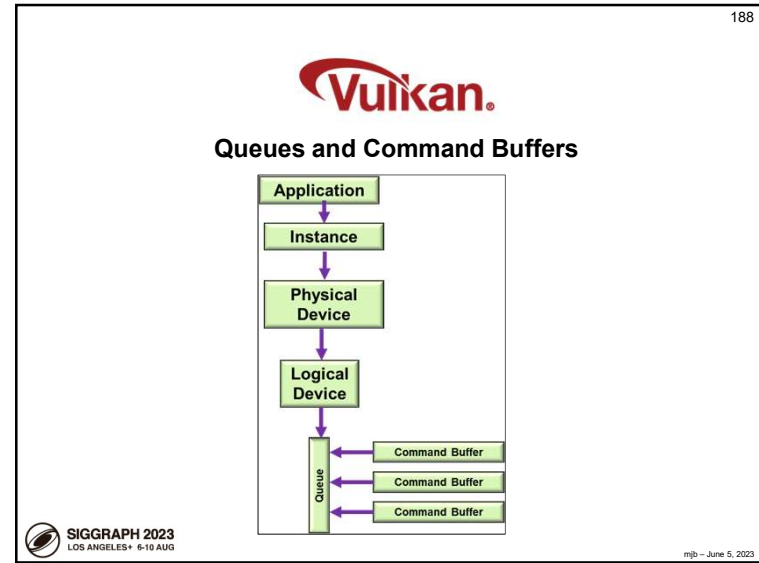 188
Vulkan®
Queues and Command Buffers
Application
Instance
Physical
Device
Logical
Device
Queue
Command Buffer
Command Buffer
Command Buffer
SIGGRAPH 2023
LOS ANGELES+ 6-10 AUG
mjb – June 5, 2023